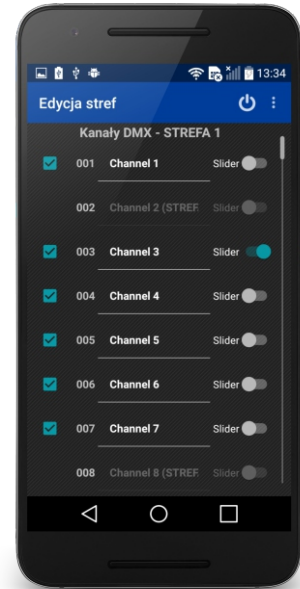 13:34
Edycja stref
Kanały DMX - STREFA 1
001 Channel 1 Slider
002 Channel 2 (STREF. Slider
003 Channel 3 Slider
004 Channel 4 Slider
005 Channel 5 Slider
006 Channel 6 Slider
007 Channel 7 Slider
008 Channel 8 (STREF. Slider